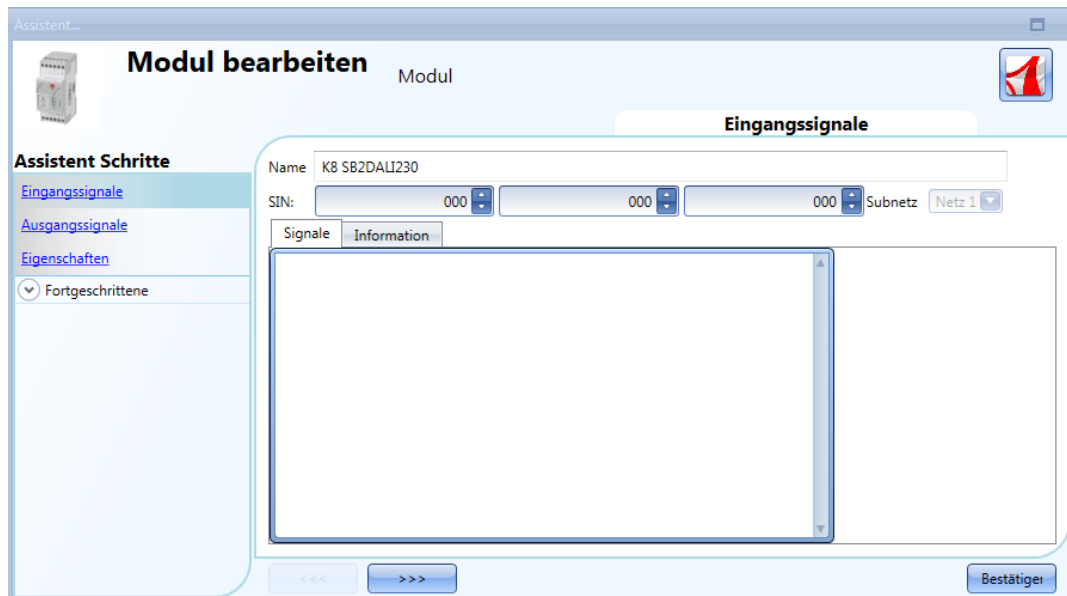 Assistent...
Modul bearbeiten Modul
Eingangssignale
Assistent Schritte
Eingangssignale
Ausgangssignale
Eigenschaften
Fortgeschrittene
Name K8 SB2DALI230
SIN: 000 000 000 Subnetz Netz 1
Signale Information
<<< >>> Bestätiger